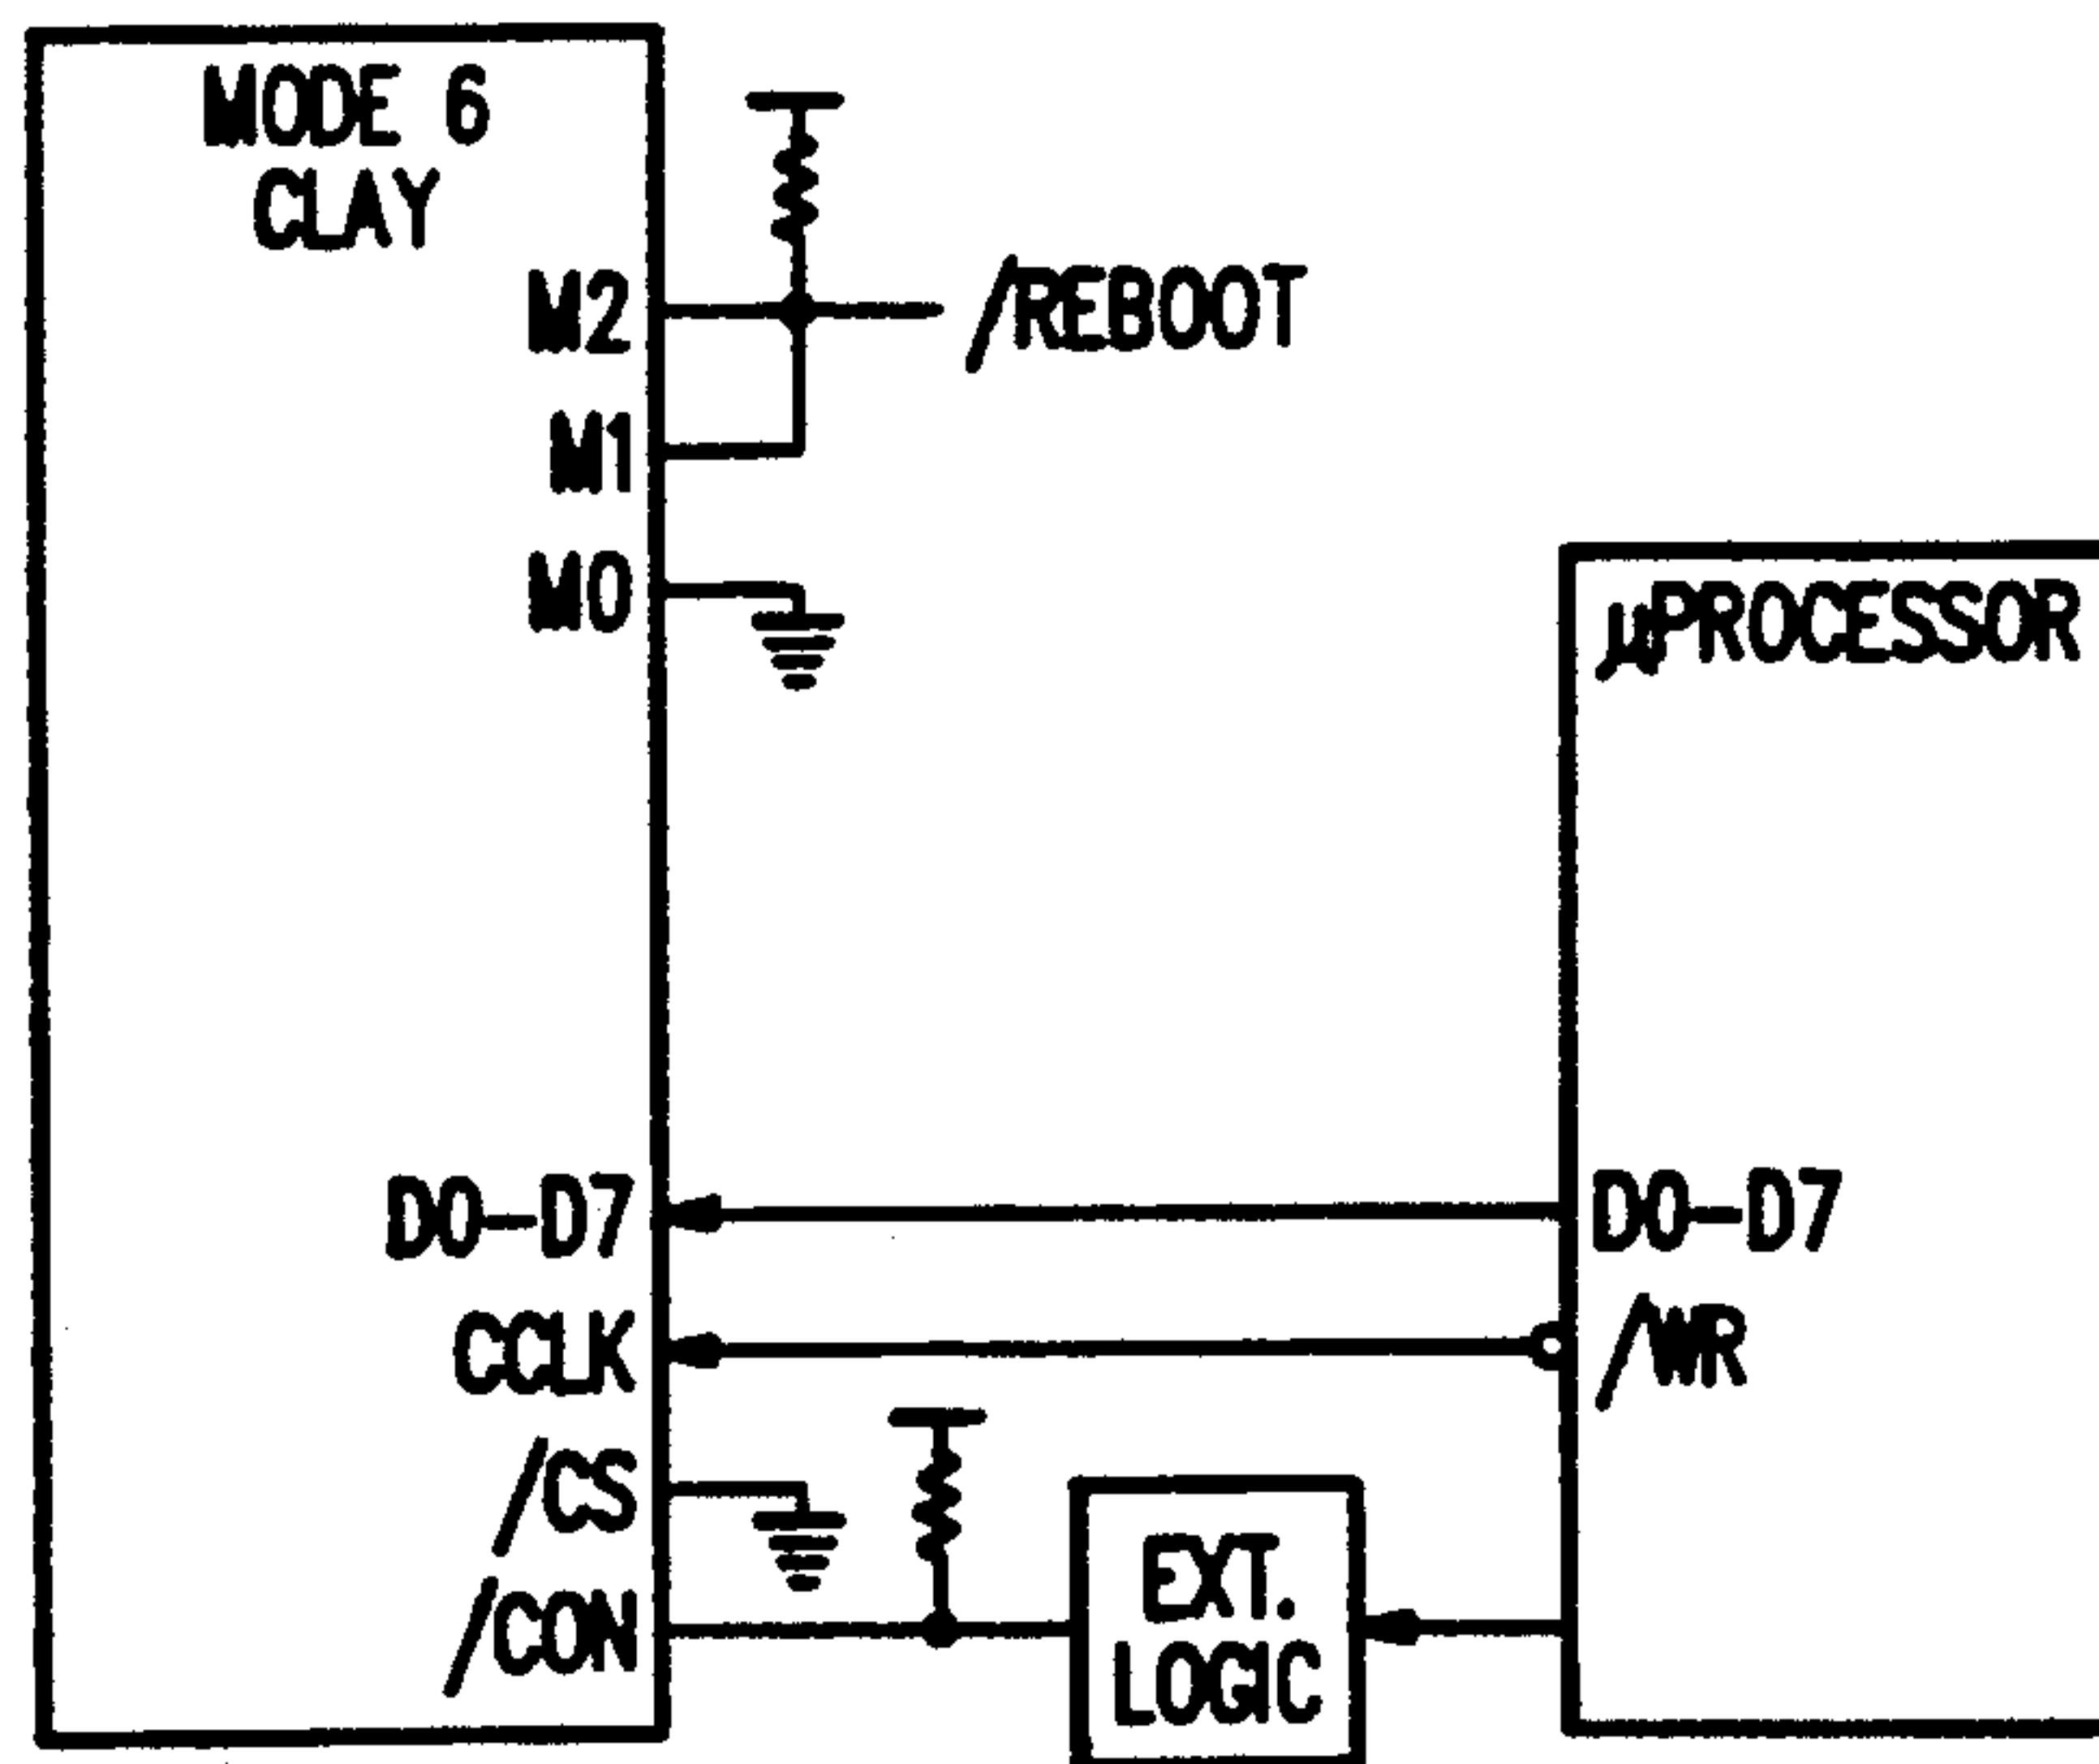 MODE 6
CLAY
M2
/REBOOT
M1
M0
µPROCESSOR
D0-D7
D0-D7
CCLK
/WR
/CS
/CON
EXT.
LOGIC